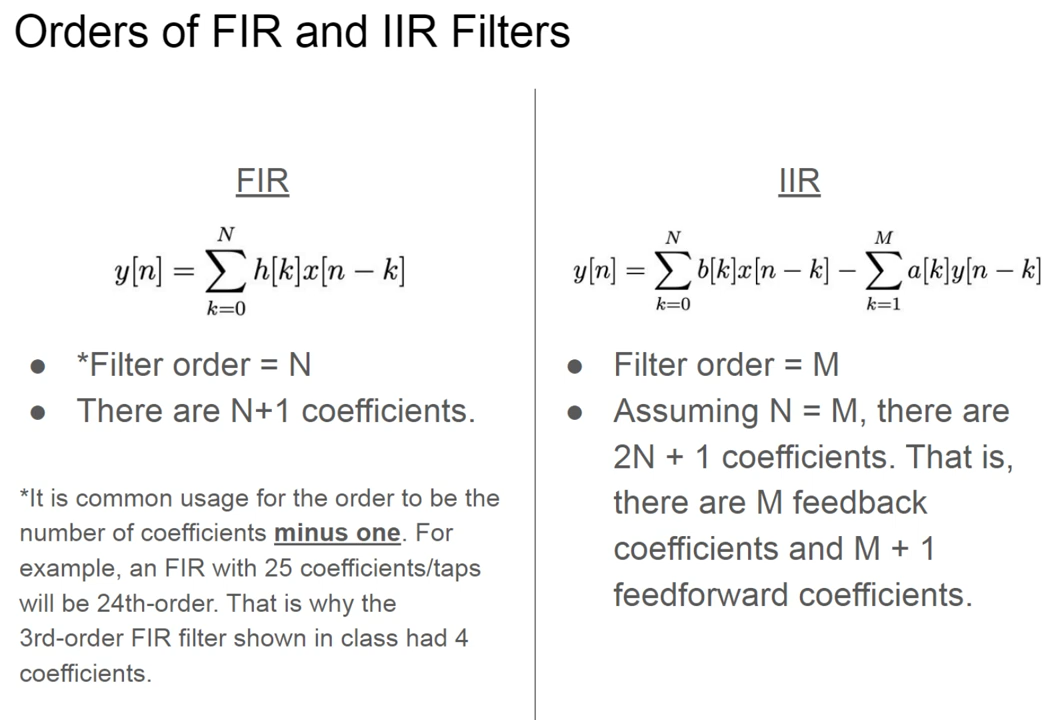 Orders of FIR and IIR Filters
FIR
y[n] = ∑_{k=0}^{N} h[k]x[n − k]
● *Filter order = N
● There are N+1 coefficients.
*It is common usage for the order to be the
number of coefficients minus one. For
example, an FIR with 25 coefficients/taps
will be 24th-order. That is why the
3rd-order FIR filter shown in class had 4
coefficients.
IIR
y[n] = ∑_{k=0}^{N} b[k]x[n − k] − ∑_{k=1}^{M} a[k]y[n − k]
● Filter order = M
● Assuming N = M, there are
2N + 1 coefficients. That is,
there are M feedback
coefficients and M + 1
feedforward coefficients.